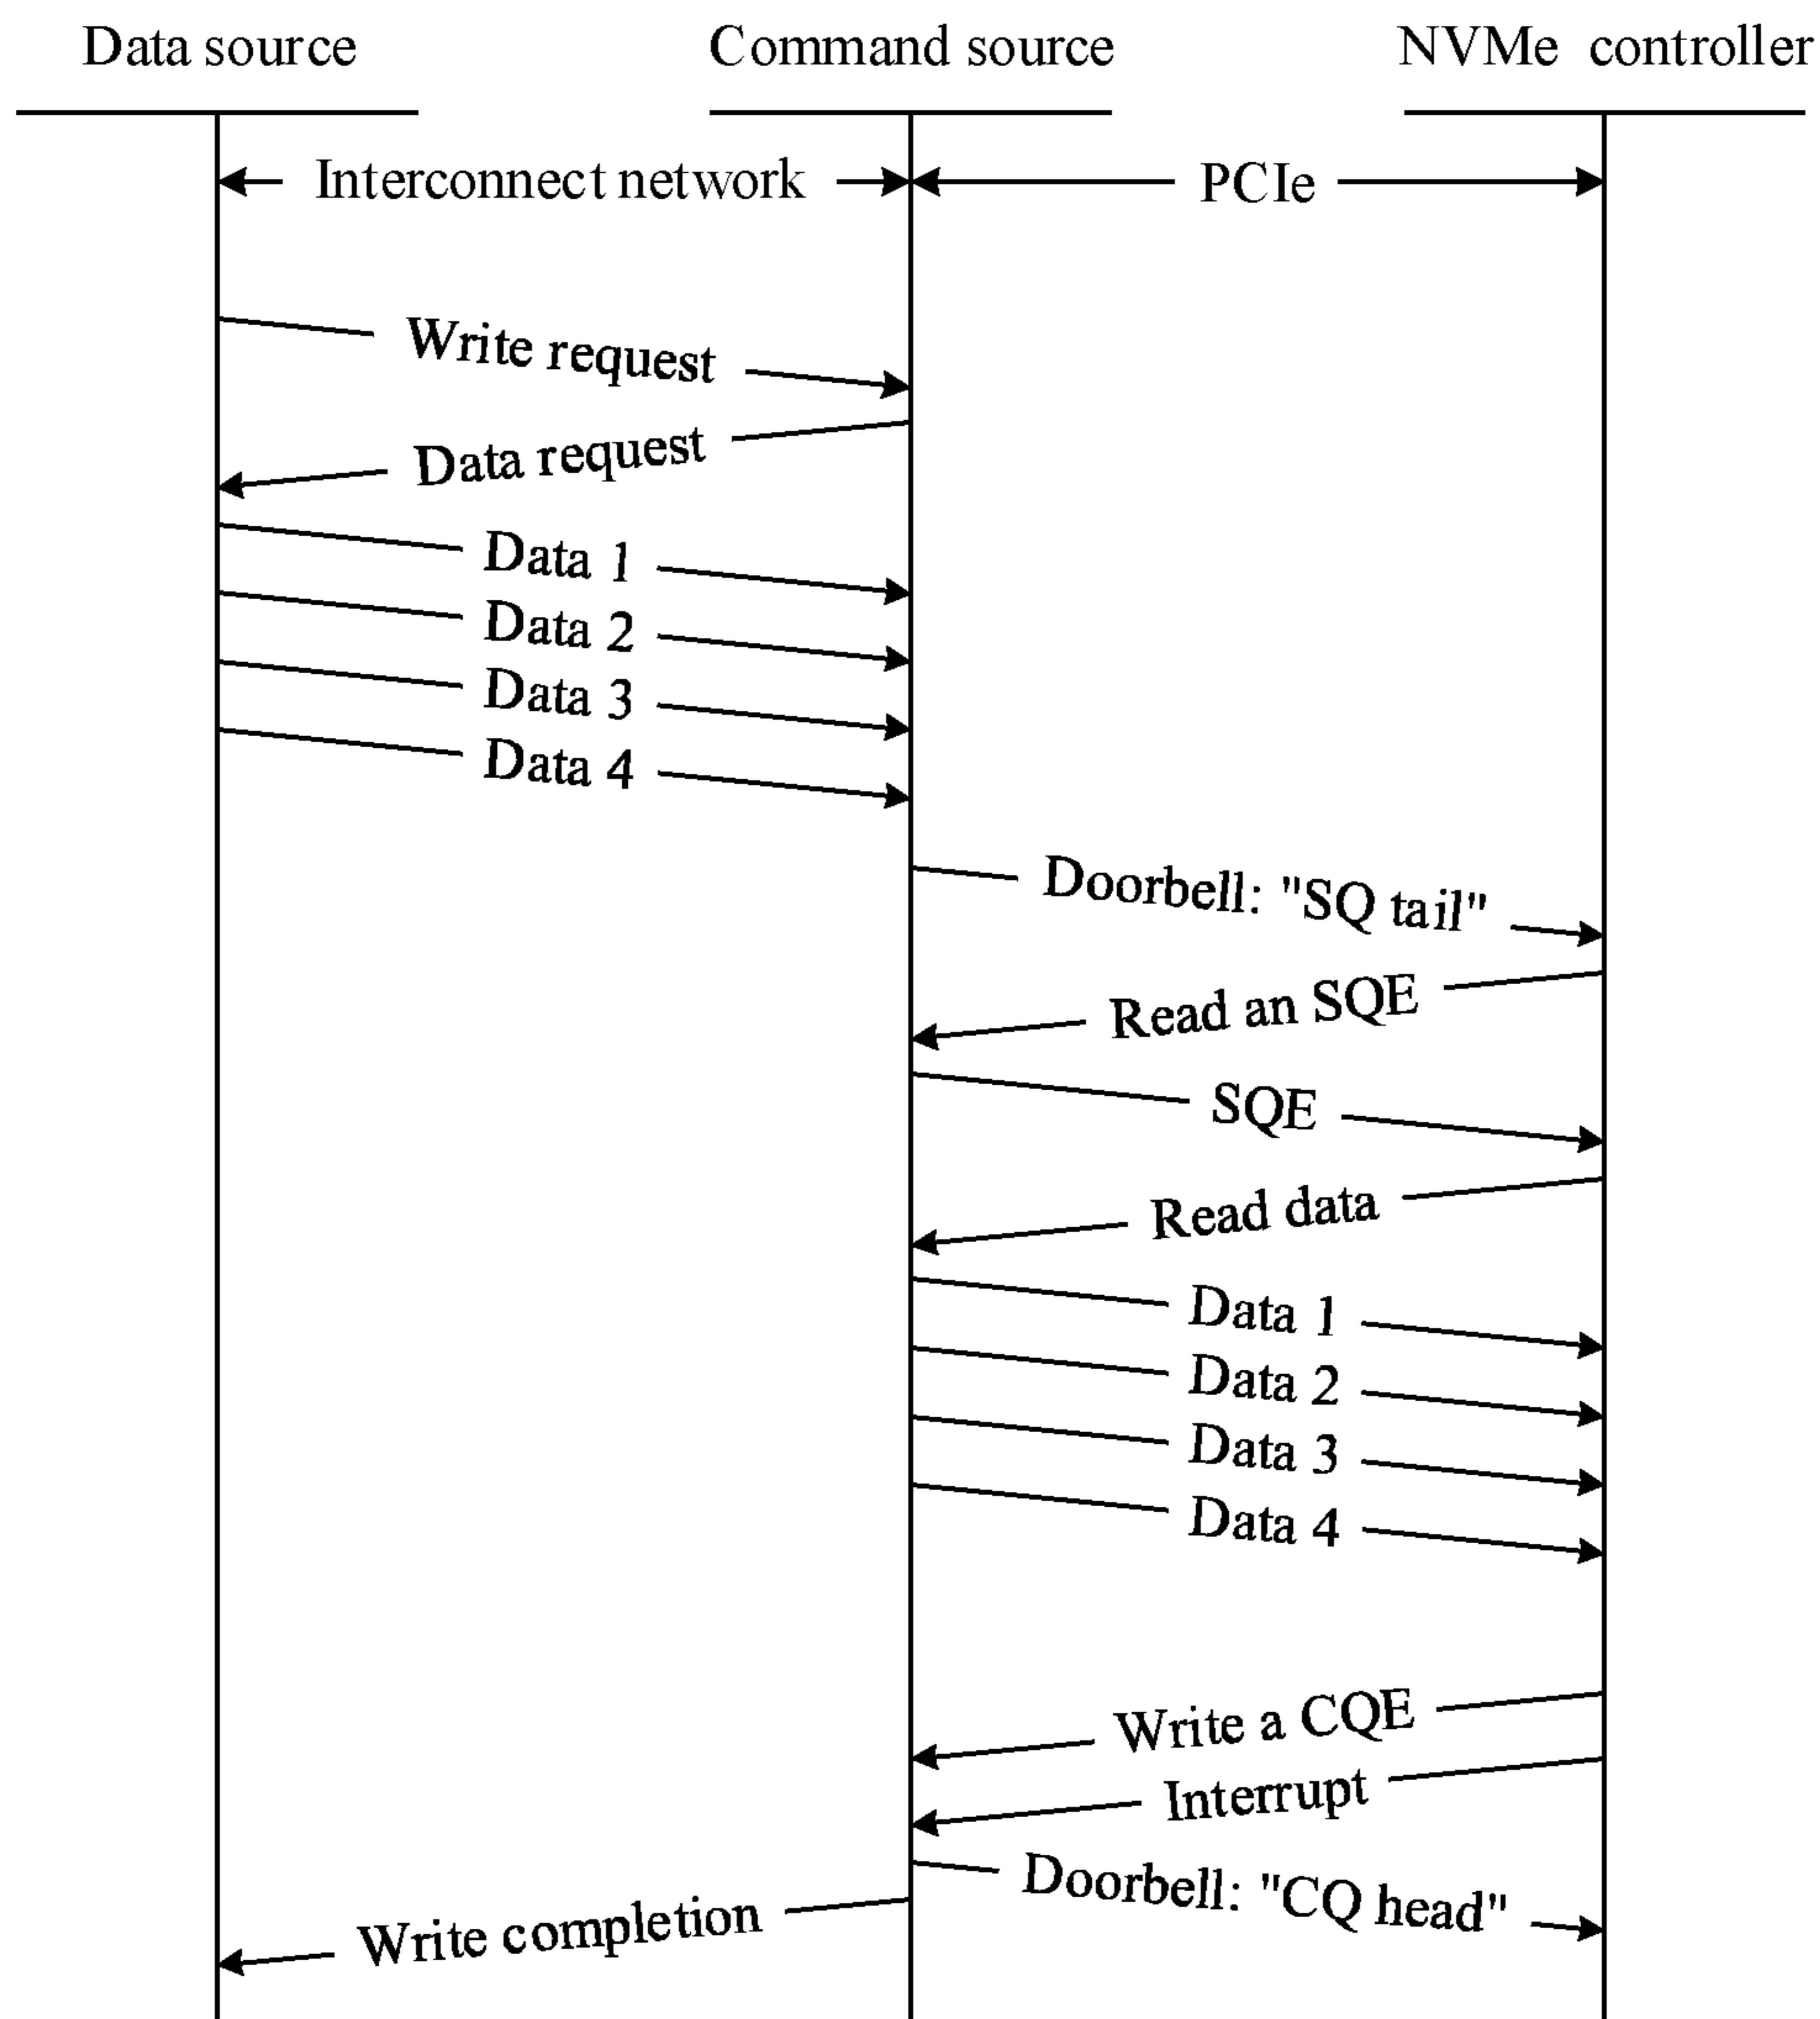 Data source
Command source
NVMe controller
Interconnect network
PCIe
Write request
Data request
Data 1
Data 2
Data 3
Data 4
Doorbell: "SQ tail"
Read an SQE
SQE
Read data
Data 1
Data 2
Data 3
Data 4
Write a CQE
Interrupt
Doorbell: "CQ head"
Write completion